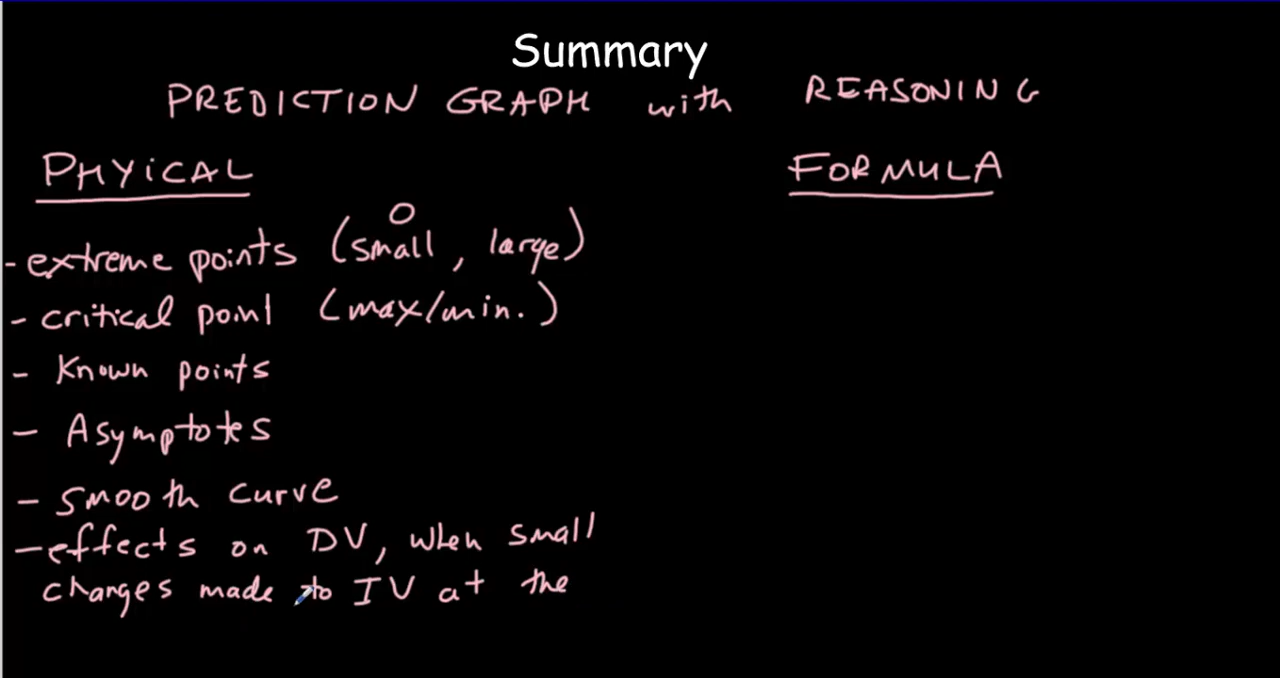 Summary
PREDICTION GRAPH with REASONING
PHYiCAL
FORMULA
0
- extreme points (small, large)
- critical point (max/min.)
- Known points
- Asymptotes
- smooth curve
- effects on DV, when small
changes made to IV at the